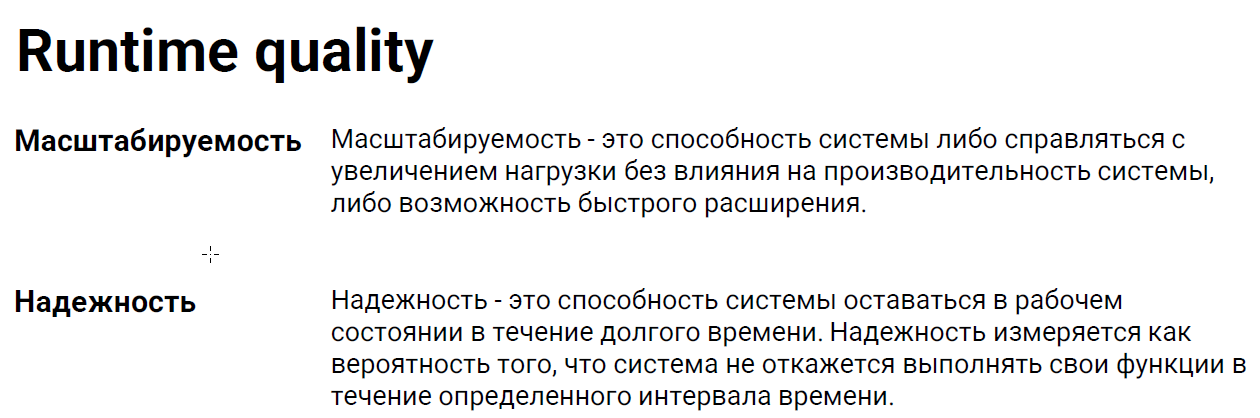 Runtime quality
Масштабируемость
Масштабируемость - это способность системы либо справляться с
увеличением нагрузки без влияния на производительность системы,
либо возможность быстрого расширения.
Надежность
Надежность - это способность системы оставаться в рабочем
состоянии в течение долгого времени. Надежность измеряется как
вероятность того, что система не откажется выполнять свои функции в
течение определенного интервала времени.